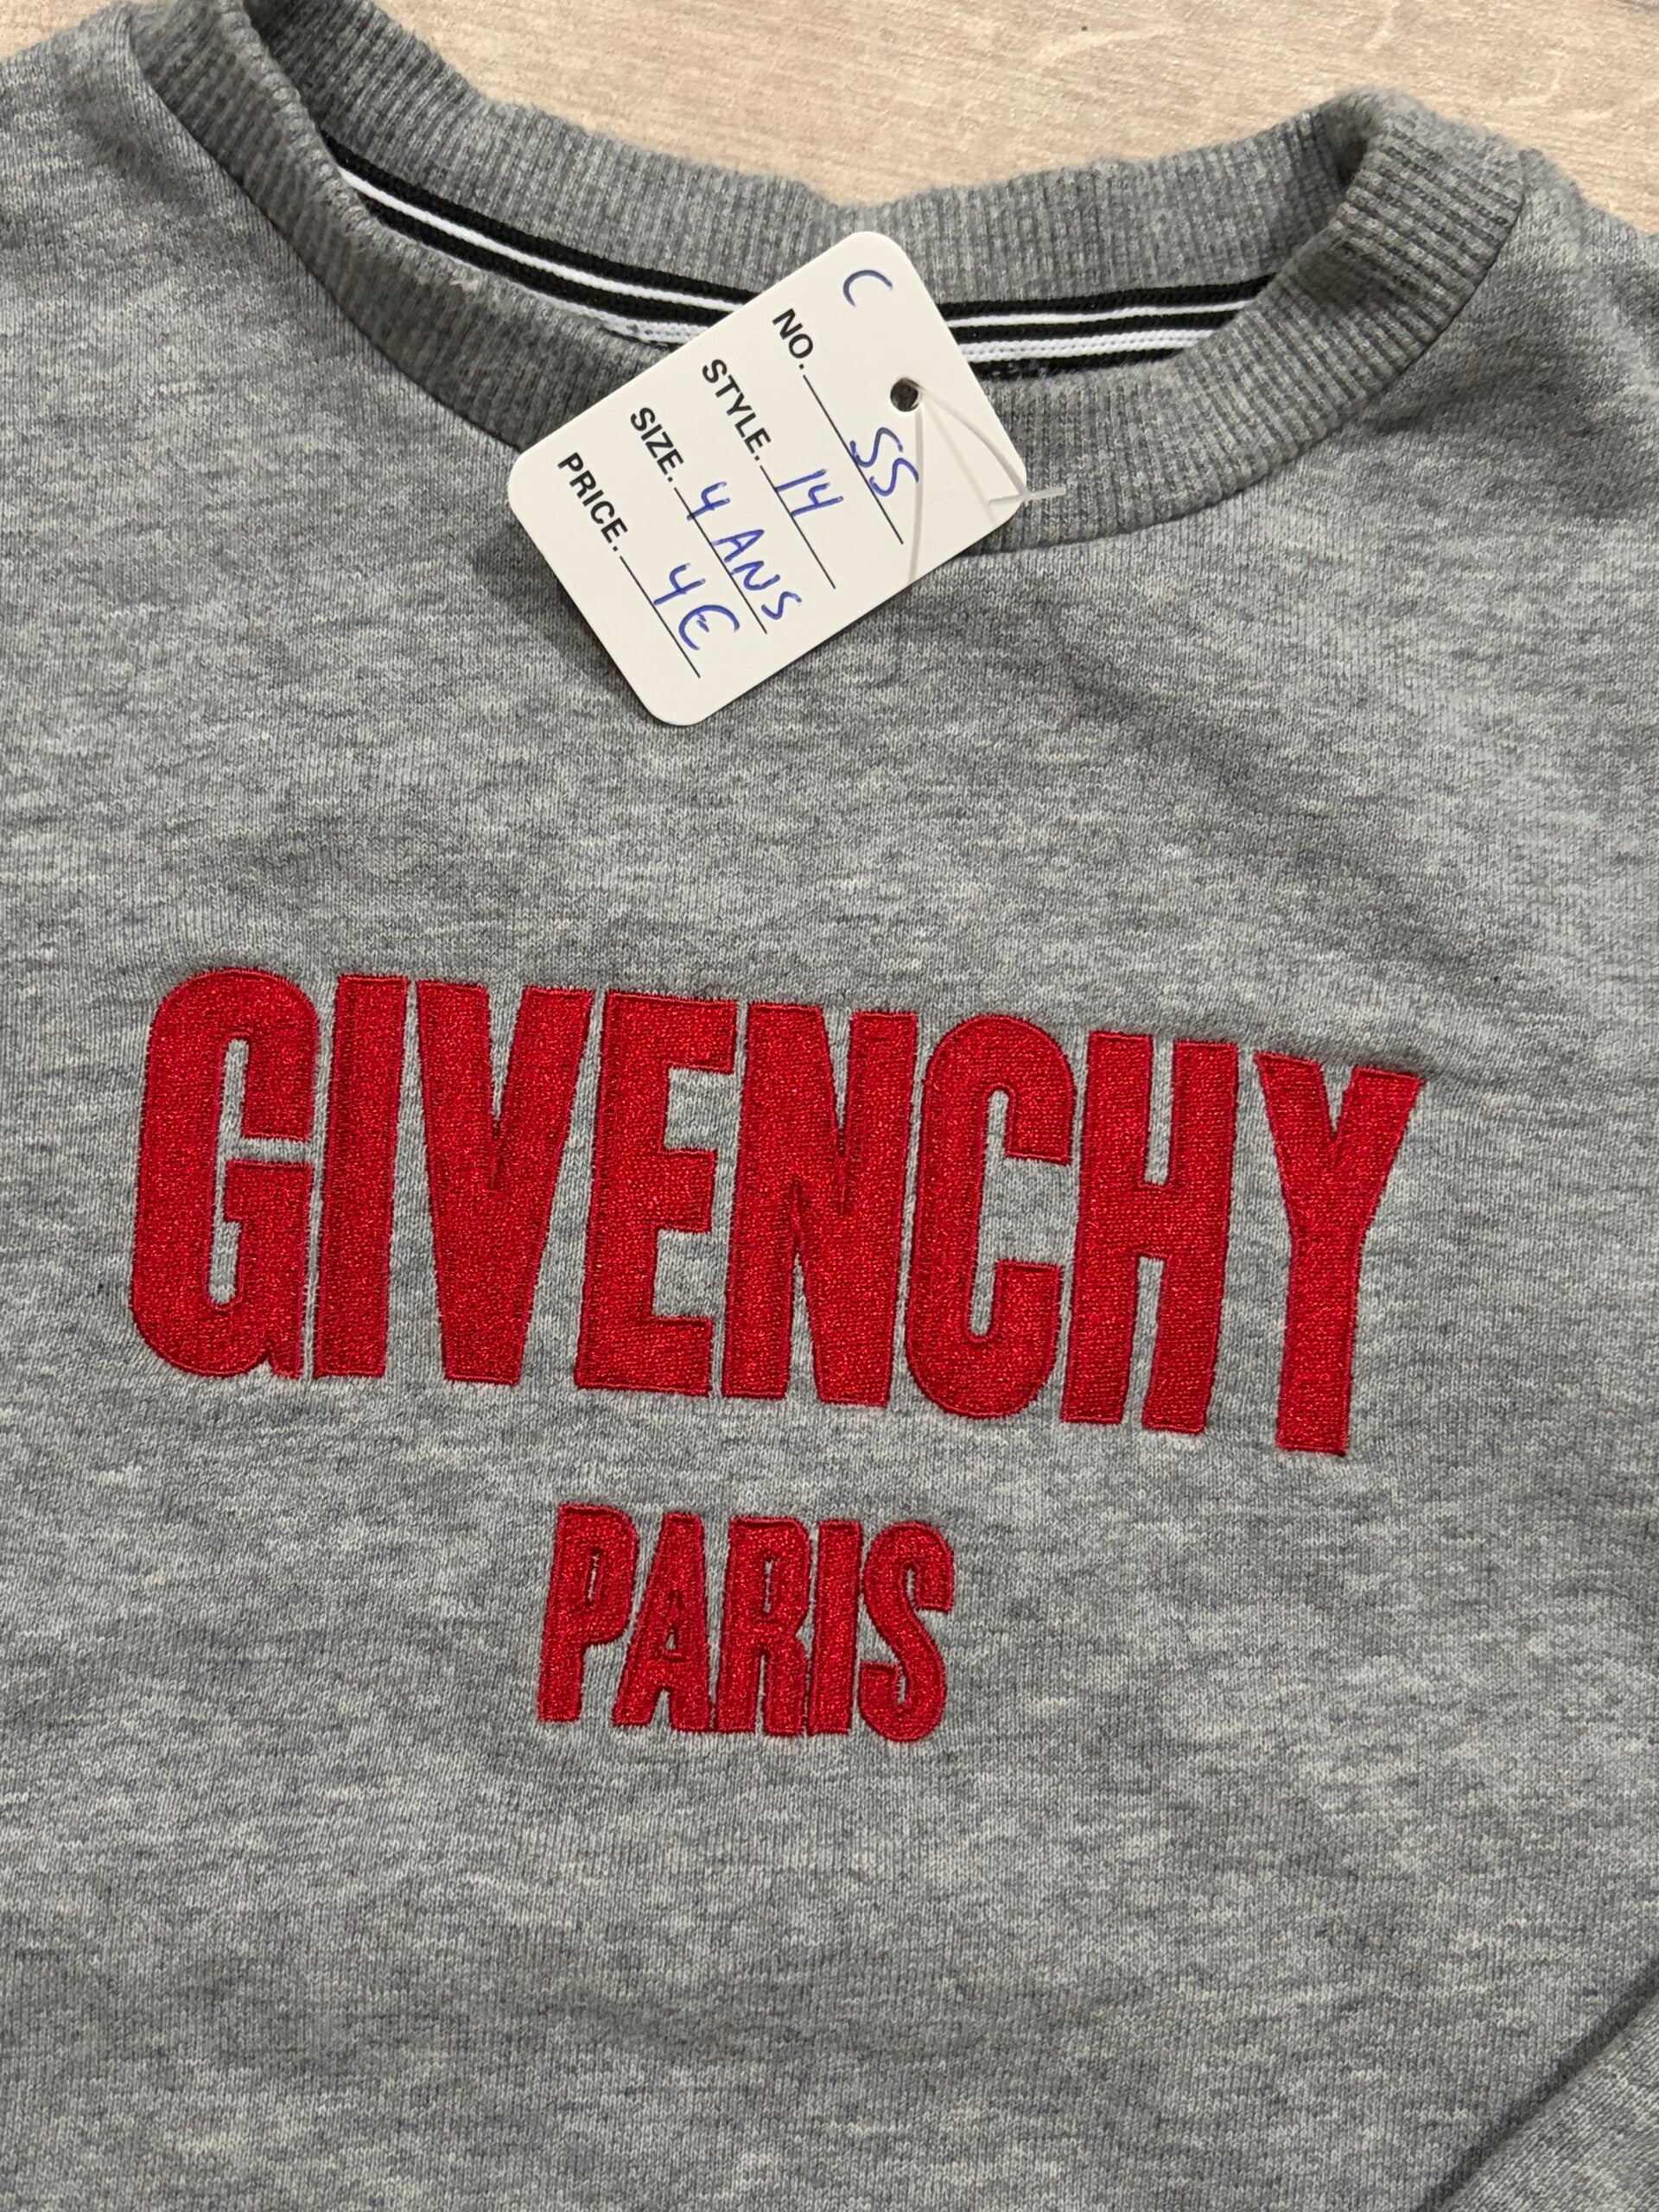 C
NO. SS
STYLE. 14
SIZE. 4 ANS
PRICE. 4€
GIVENCHY
PARIS